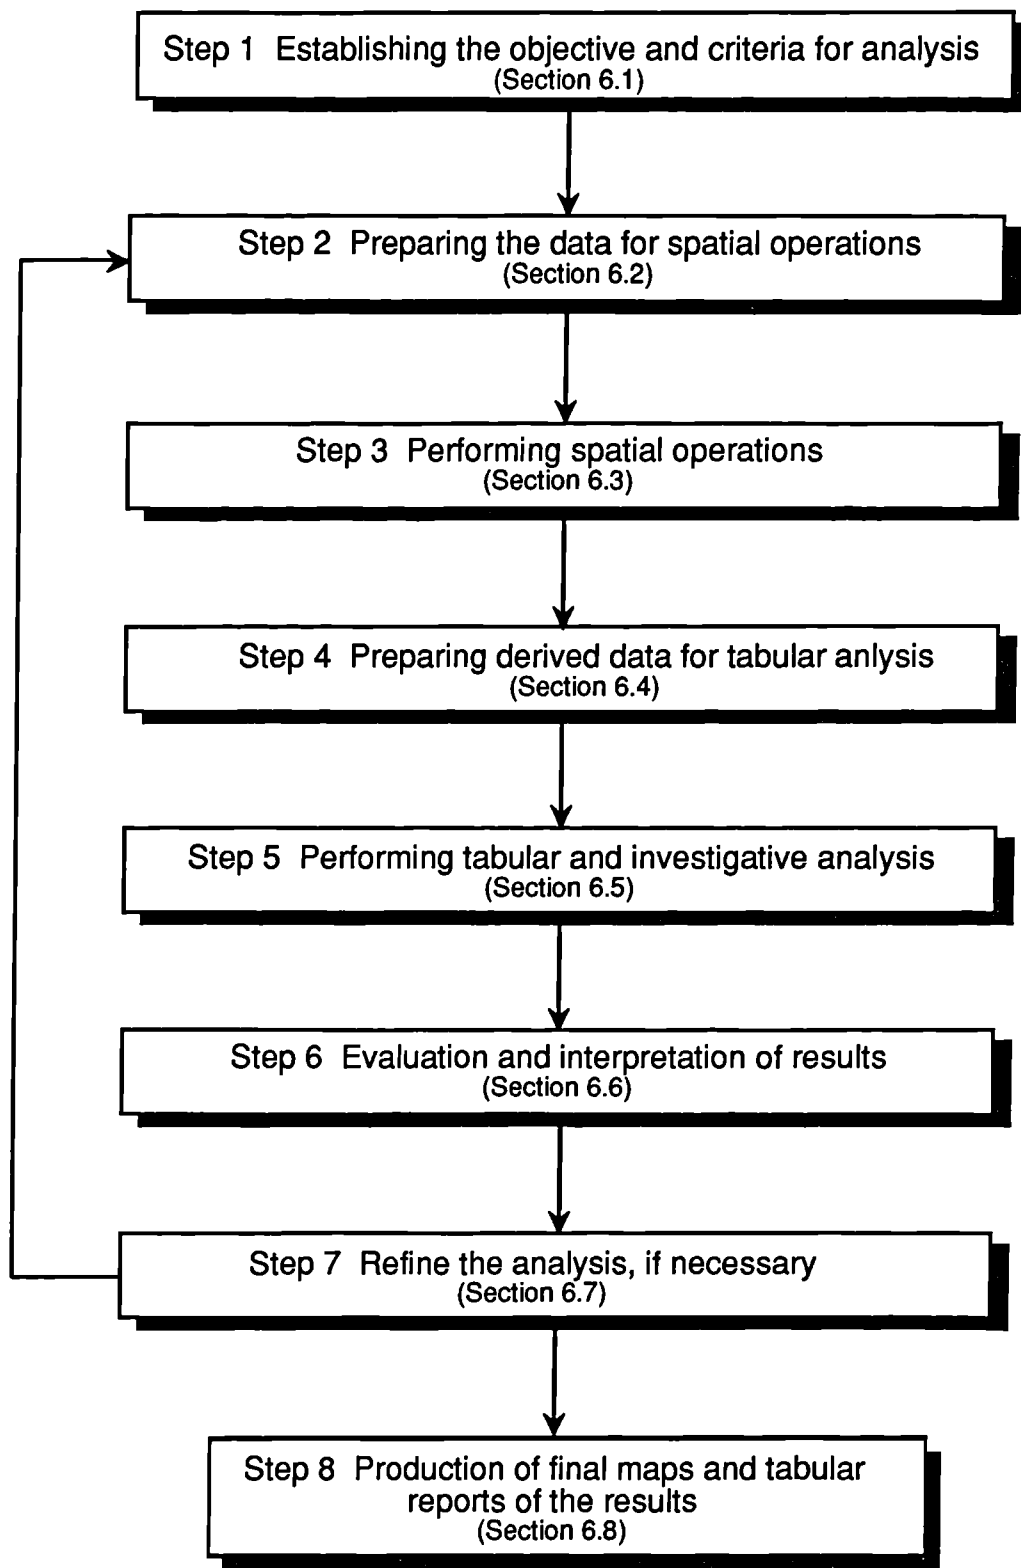 Step 1 Establishing the objective and criteria for analysis
(Section 6.1)
Step 2 Preparing the data for spatial operations
(Section 6.2)
Step 3 Performing spatial operations
(Section 6.3)
Step 4 Preparing derived data for tabular anlysis
(Section 6.4)
Step 5 Performing tabular and investigative analysis
(Section 6.5)
Step 6 Evaluation and interpretation of results
(Section 6.6)
Step 7 Refine the analysis, if necessary
(Section 6.7)
Step 8 Production of final maps and tabular
reports of the results
(Section 6.8)